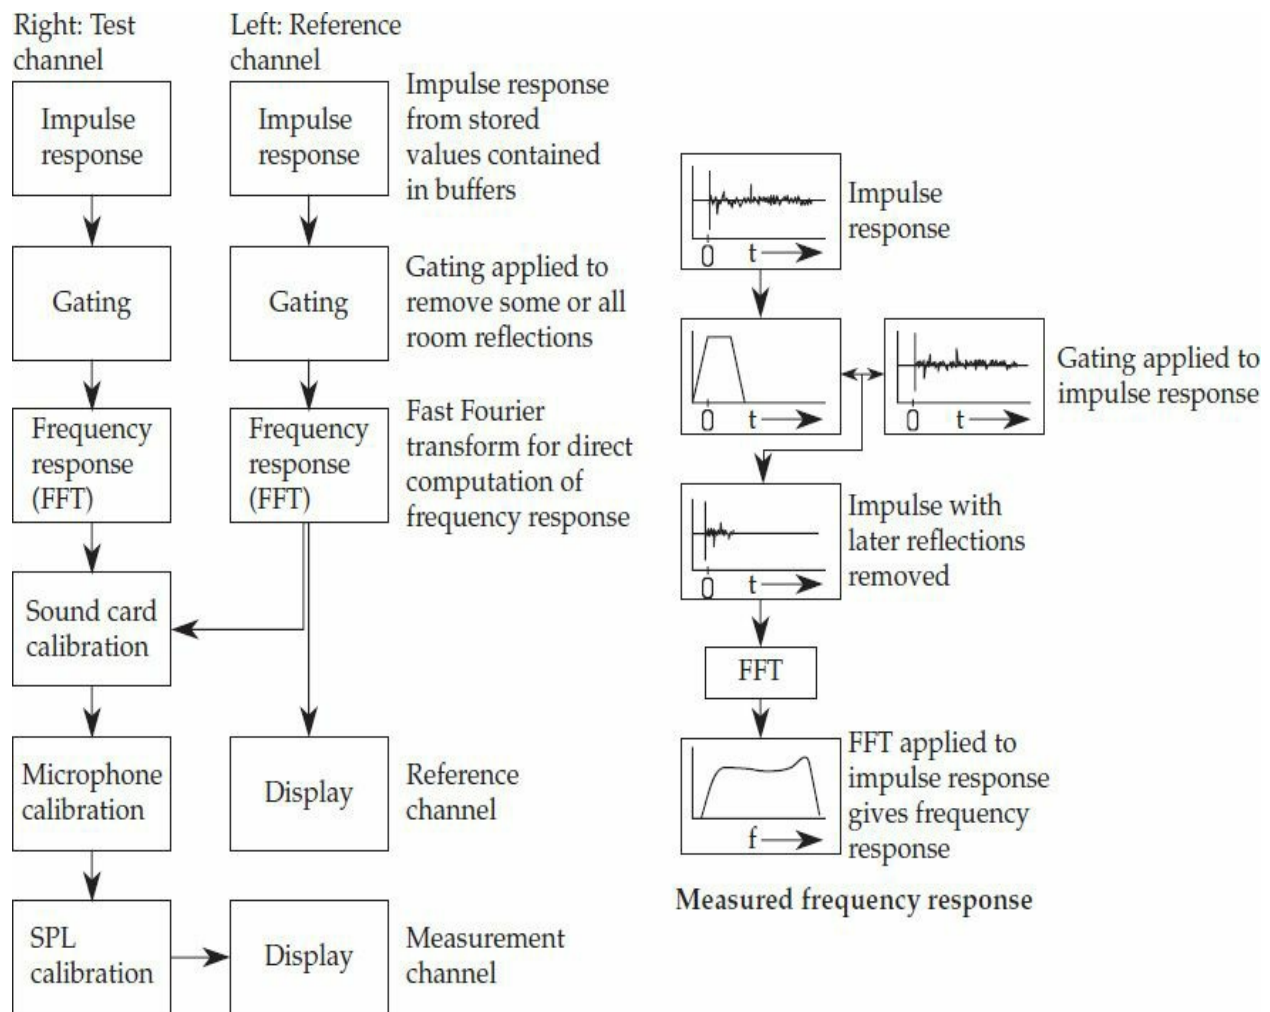 Right: Test
channel
Left: Reference
channel
Impulse
response
Impulse
response
Impulse response
from stored
values contained
in buffers
Gating
Gating
Gating applied to
remove some or all
room reflections
Frequency
response
(FFT)
Frequency
response
(FFT)
Fast Fourier
transform for direct
computation of
frequency response
Sound card
calibration
Microphone
calibration
Display
Reference
channel
SPL
calibration
Display
Measurement
channel
0 t
Impulse
response
0 t
0 t
Gating applied to
impulse response
0 t
Impulse with
later reflections
removed
FFT
f
FFT applied to
impulse response
gives frequency
response
Measured frequency response